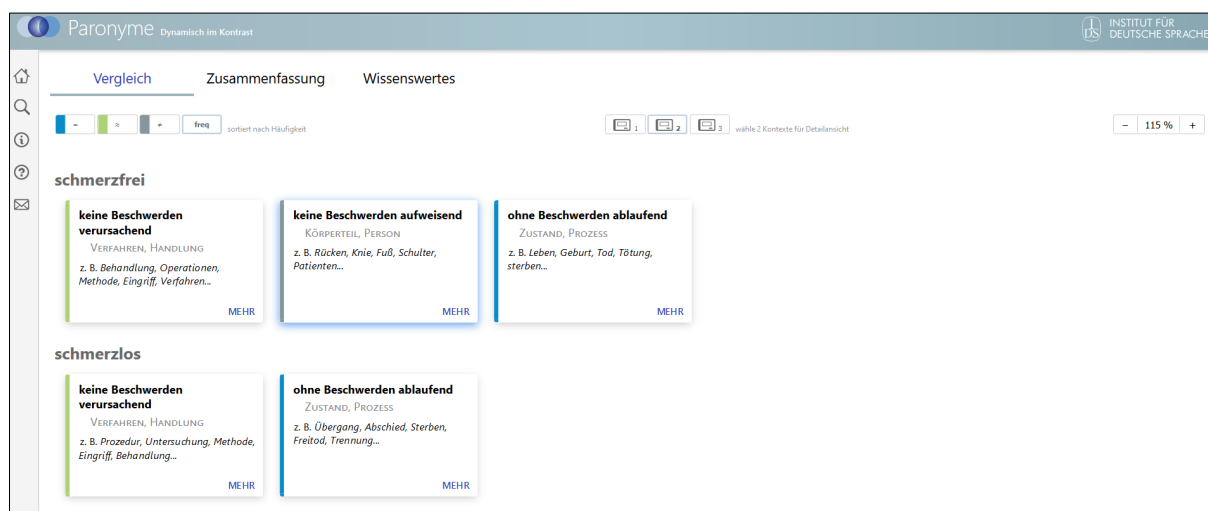 Paronyme Dynamisch im Kontrast
INSTITUT FÜR
DEUTSCHE SPRACHE
IDS
Vergleich Zusammenfassung Wissenswertes
= ≈ ≠ freq sortiert nach Häufigkeit
1 2 3 wähle 2 Kontexte für Detailansicht
− 115 % +
schmerzfrei
keine Beschwerden
verursachend
VERFAHREN, HANDLUNG
z. B. Behandlung, Operationen,
Methode, Eingriff, Verfahren...
MEHR
keine Beschwerden aufweisend
KÖRPERTEIL, PERSON
z. B. Rücken, Knie, Fuß, Schulter,
Patienten...
MEHR
ohne Beschwerden ablaufend
ZUSTAND, PROZESS
z. B. Leben, Geburt, Tod, Tötung,
sterben...
MEHR
schmerzlos
keine Beschwerden
verursachend
VERFAHREN, HANDLUNG
z. B. Prozedur, Untersuchung, Methode,
Eingriff, Behandlung...
MEHR
ohne Beschwerden ablaufend
ZUSTAND, PROZESS
z. B. Übergang, Abschied, Sterben,
Freitod, Trennung...
MEHR